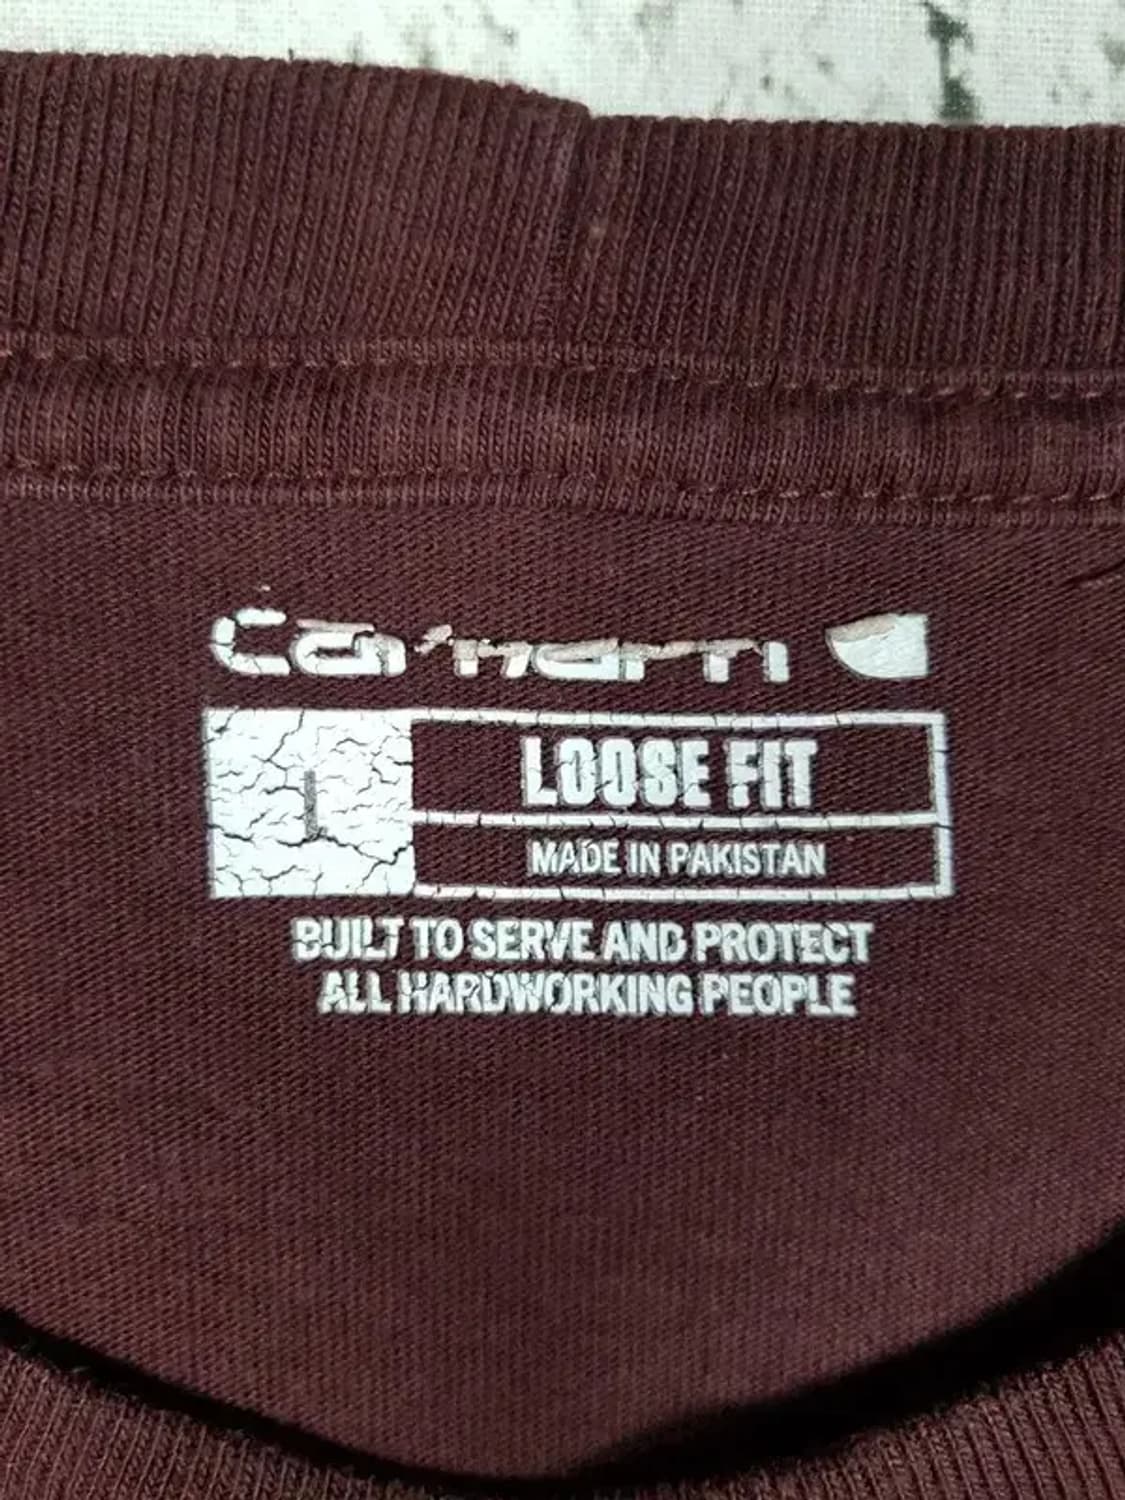 Carhartt
L
LOOSE FIT
MADE IN PAKISTAN
BUILT TO SERVE AND PROTECT
ALL HARDWORKING PEOPLE